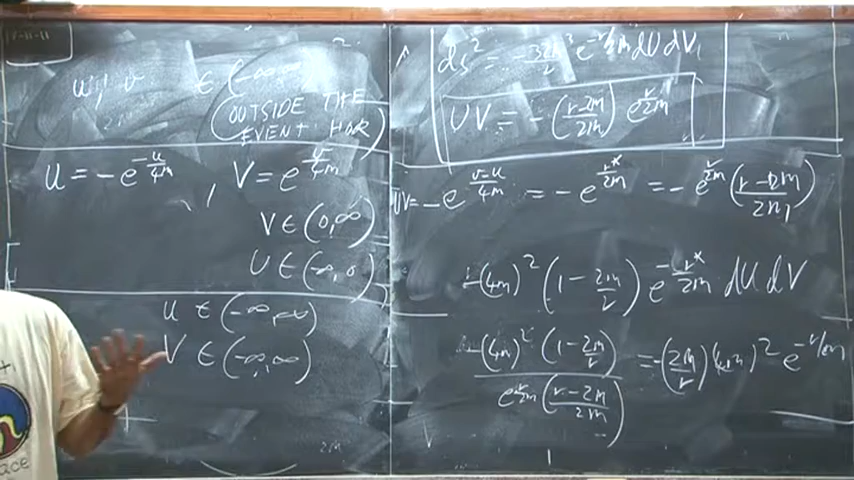 u, v ∈ (-∞, ∞)
(OUTSIDE THE
EVENT HOR)
U = -e^{-u/4m} , V = e^{v/4m}
V ∈ (0, ∞)
U ∈ (-∞, 0)
U ∈ (-∞, ∞)
V ∈ (-∞, ∞)
ds² = -32m³/r e^{-r/2m} dU dV
UV = -(r-2m/2m) e^{r/2m}
UV = -e^{v-u/4m} = -e^{r*/2m} = -e^{r/2m} (r-2m/2m)
-(4m)² (1 - 2m/r) e^{-r*/2m} dU dV
-(4m)² (1 - 2m/r) / e^{r/2m} (r-2m/2m) = -(2m/r) (4m)² e^{-r/2m}
ace